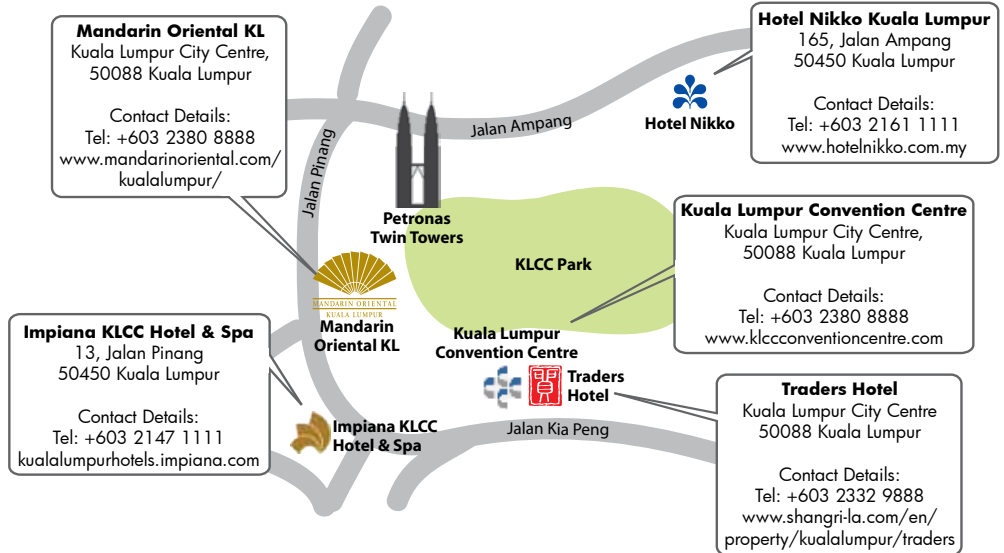 Mandarin Oriental KL
Kuala Lumpur City Centre,
50088 Kuala Lumpur
Contact Details:
Tel: +603 2380 8888
www.mandarinoriental.com/
kualalumpur/
Hotel Nikko Kuala Lumpur
165, Jalan Ampang
50450 Kuala Lumpur
Contact Details:
Tel: +603 2161 1111
www.hotelnikko.com.my
Jalan Ampang
Hotel Nikko
Jalan Pinang
Petronas
Twin Towers
KLCC Park
Kuala Lumpur Convention Centre
Kuala Lumpur City Centre,
50088 Kuala Lumpur
Contact Details:
Tel: +603 2380 8888
www.klccconventioncentre.com
MANDARIN ORIENTAL
KUALA LUMPUR
Mandarin
Oriental KL
Kuala Lumpur
Convention Centre
Impiana KLCC Hotel & Spa
13, Jalan Pinang
50450 Kuala Lumpur
Contact Details:
Tel: +603 2147 1111
kualalumpurhotels.impiana.com
Traders
Hotel
Impiana KLCC
Hotel & Spa
Jalan Kia Peng
Traders Hotel
Kuala Lumpur City Centre
50088 Kuala Lumpur
Contact Details:
Tel: +603 2332 9888
www.shangri-la.com/en/
property/kualalumpur/traders